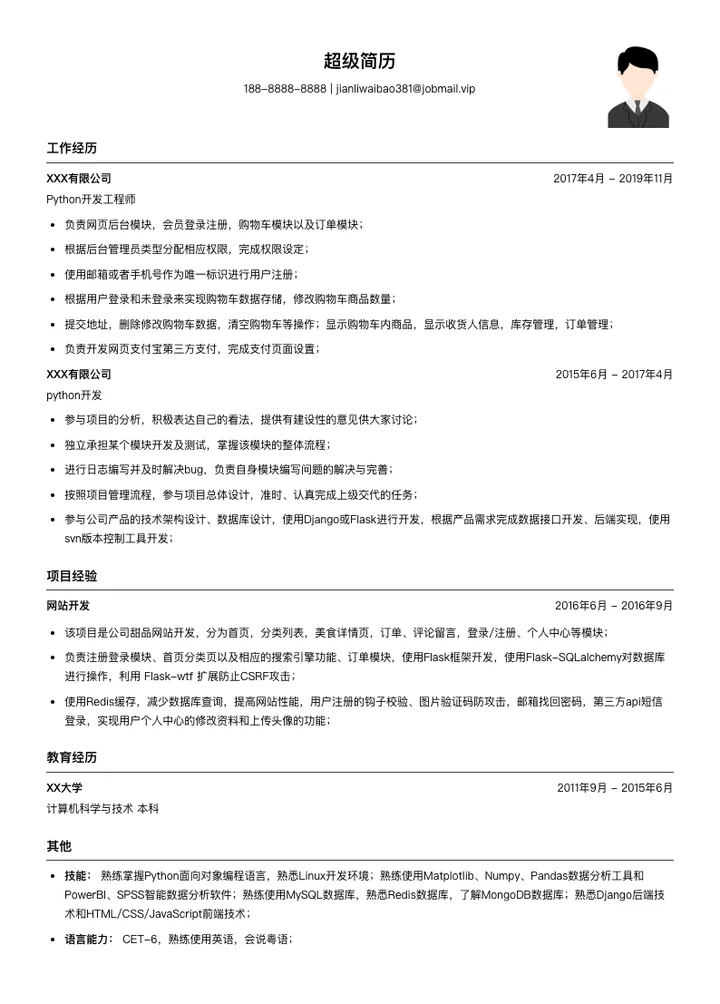 超级简历
188-8888-8888 | jianliwaibao381@jobmail.vip
工作经历
XXX有限公司 2017年4月 - 2019年11月
Python开发工程师
• 负责网页后台模块，会员登录注册，购物车模块以及订单模块；
• 根据后台管理员类型分配相应权限，完成权限设定；
• 使用邮箱或者手机号作为唯一标识进行用户注册；
• 根据用户登录和未登录来实现购物车数据存储，修改购物车商品数量；
• 提交地址，删除修改购物车数据，清空购物车等操作；显示购物车内商品，显示收货人信息，库存管理，订单管理；
• 负责开发网页支付宝第三方支付，完成支付页面设置；
XXX有限公司 2015年6月 - 2017年4月
python开发
• 参与项目的分析，积极表达自己的看法，提供有建设性的意见供大家讨论；
• 独立承担某个模块开发及测试，掌握该模块的整体流程；
• 进行日志编写并及时解决bug，负责自身模块编写问题的解决与完善；
• 按照项目管理流程，参与项目总体设计，准时、认真完成上级交代的任务；
• 参与公司产品的技术架构设计、数据库设计，使用Django或Flask进行开发，根据产品需求完成数据接口开发、后端实现，使用
svn版本控制工具开发；
项目经验
网站开发 2016年6月 - 2016年9月
• 该项目是公司甜品网站开发，分为首页，分类列表，美食详情页，订单、评论留言，登录/注册、个人中心等模块；
• 负责注册登录模块、首页分类页以及相应的搜索引擎功能、订单模块，使用Flask框架开发，使用Flask-SQLalchemy对数据库
进行操作，利用 Flask-wtf 扩展防止CSRF攻击；
• 使用Redis缓存，减少数据库查询，提高网站性能，用户注册的钩子校验、图片验证码防攻击，邮箱找回密码，第三方api短信
登录，实现用户个人中心的修改资料和上传头像的功能；
教育经历
XX大学 2011年9月 - 2015年6月
计算机科学与技术 本科
其他
• 技能： 熟练掌握Python面向对象编程语言，熟悉Linux开发环境；熟练使用Matplotlib、Numpy、Pandas数据分析工具和
PowerBI、SPSS智能数据分析软件；熟练使用MySQL数据库，熟悉Redis数据库，了解MongoDB数据库；熟悉Django后端技
术和HTML/CSS/JavaScript前端技术；
• 语言能力： CET-6，熟练使用英语，会说粤语；